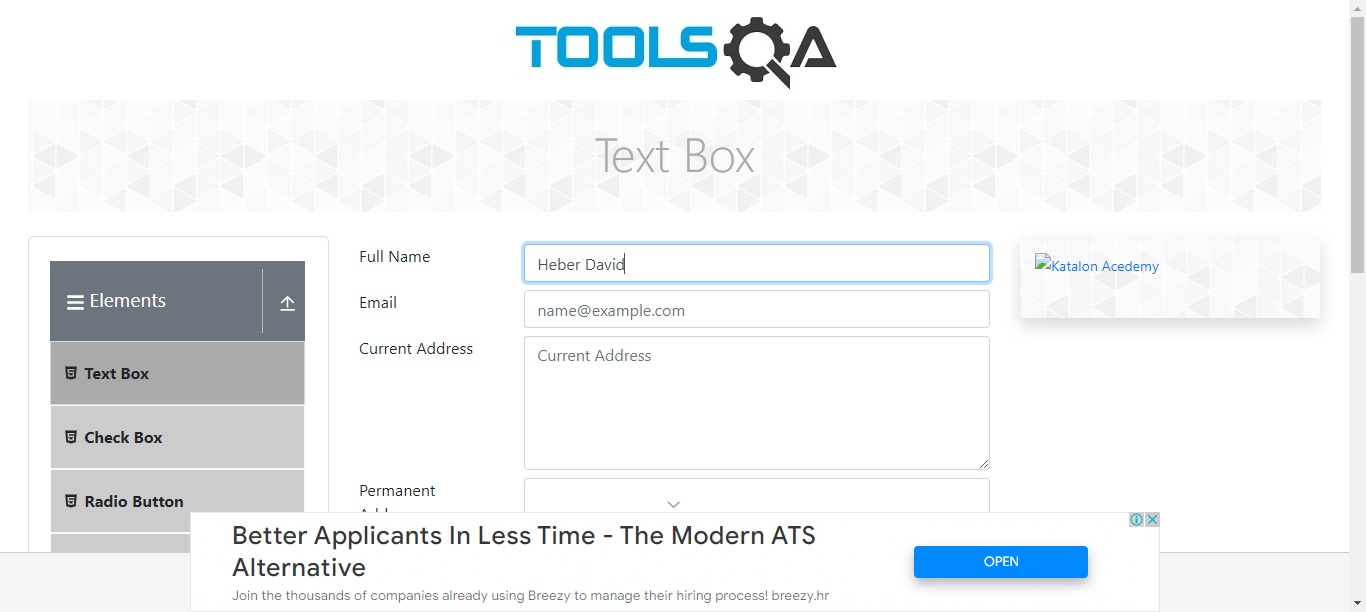 TOOLSQA
Text Box
Elements
Text Box
Check Box
Radio Button
Full Name
Heber David
Email
name@example.com
Current Address
Current Address
Permanent
Katalon Acedemy
Better Applicants In Less Time - The Modern ATS
Alternative
Join the thousands of companies already using Breezy to manage their hiring process! breezy.hr
OPEN